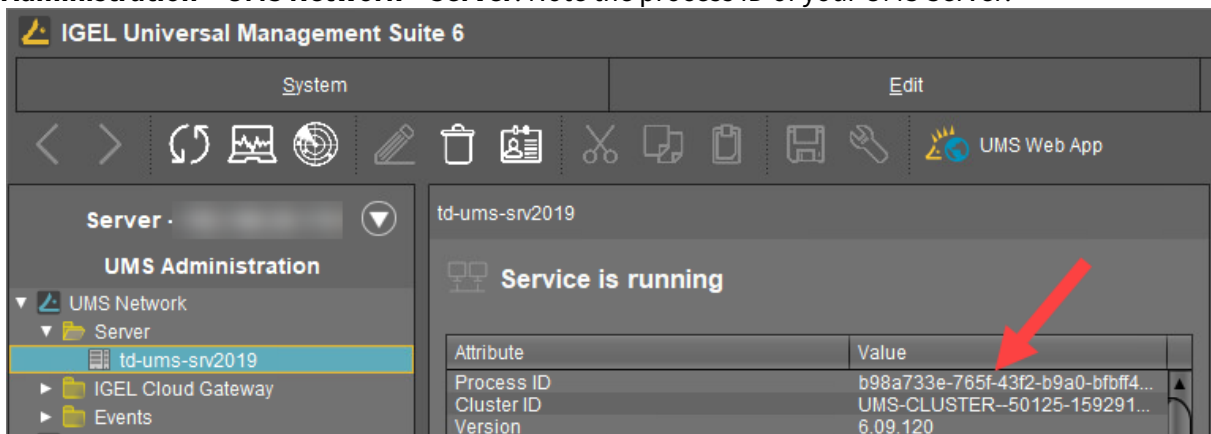 IGEL Universal Management Suite 6
System Edit
UMS Web App
Server -
td-ums-srv2019
UMS Administration
Service is running
UMS Network
Server
td-ums-srv2019
IGEL Cloud Gateway
Events
Attribute Value
Process ID b98a733e-765f-43f2-b9a0-bfbff4...
Cluster ID UMS-CLUSTER--50125-159291...
Version 6.09.120